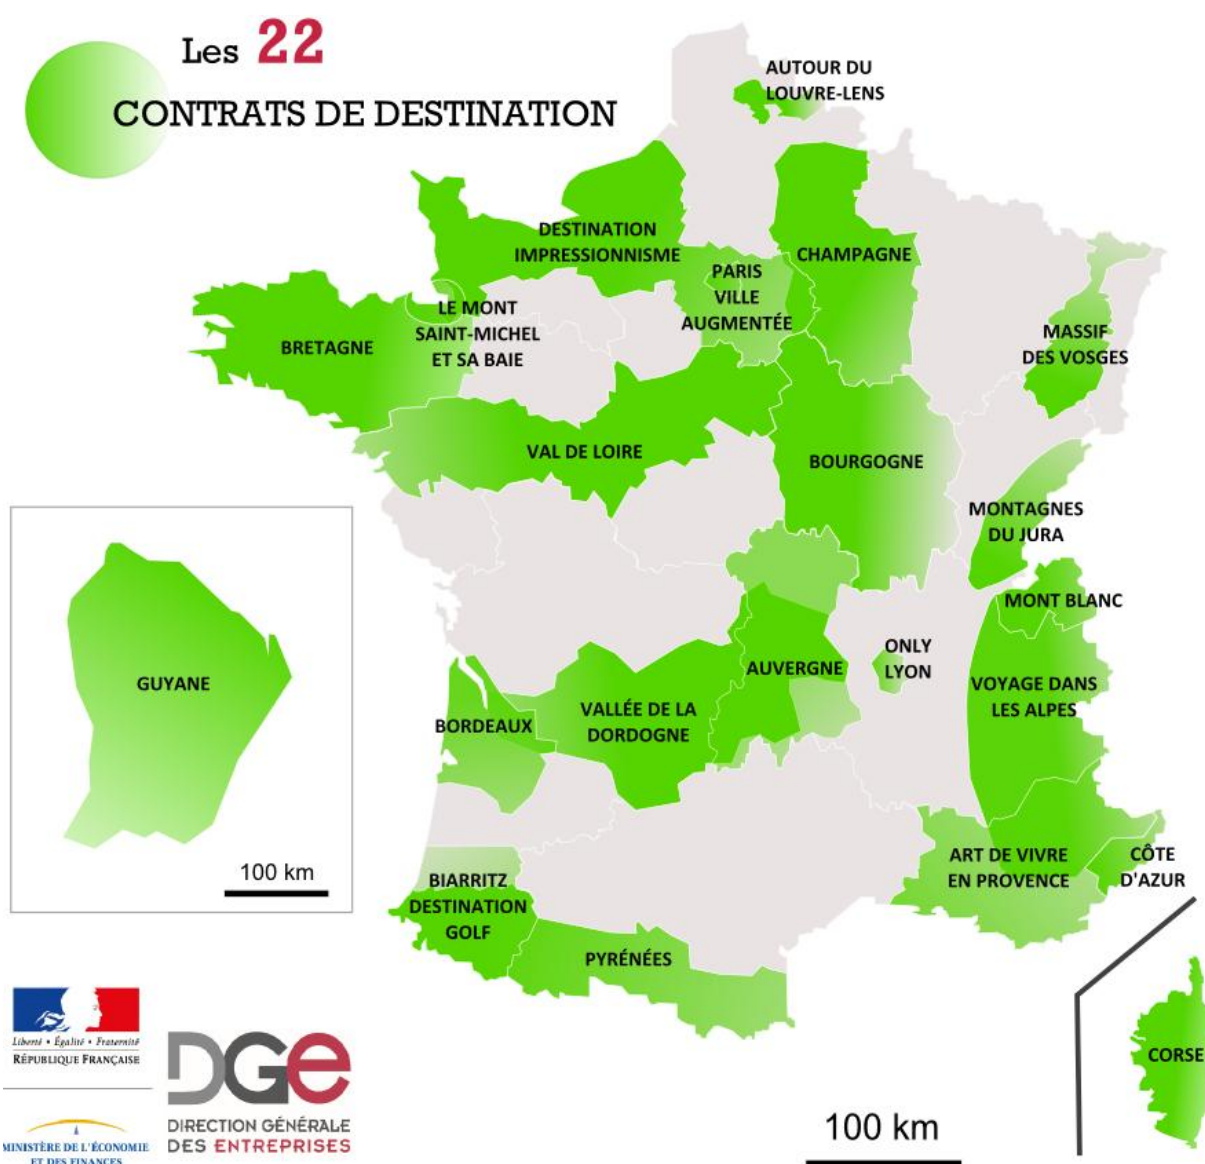 Les 22
CONTRATS DE DESTINATION
AUTOUR DU
LOUVRE-LENS
DESTINATION
IMPRESSIONNISME
CHAMPAGNE
PARIS
VILLE
AUGMENTÉE
LE MONT
SAINT-MICHEL
ET SA BAIE
BRETAGNE
MASSIF
DES VOSGES
VAL DE LOIRE
BOURGOGNE
MONTAGNES
DU JURA
MONT BLANC
ONLY
LYON
AUVERGNE
VOYAGE DANS
LES ALPES
GUYANE
100 km
VALLÉE DE LA
DORDOGNE
BORDEAUX
ART DE VIVRE
EN PROVENCE
CÔTE
D'AZUR
BIARRITZ
DESTINATION
GOLF
PYRÉNÉES
CORSE
100 km
Liberté • Égalité • Fraternité
RÉPUBLIQUE FRANÇAISE
MINISTÈRE DE L'ÉCONOMIE
ET DES FINANCES
DGe
DIRECTION GÉNÉRALE
DES ENTREPRISES